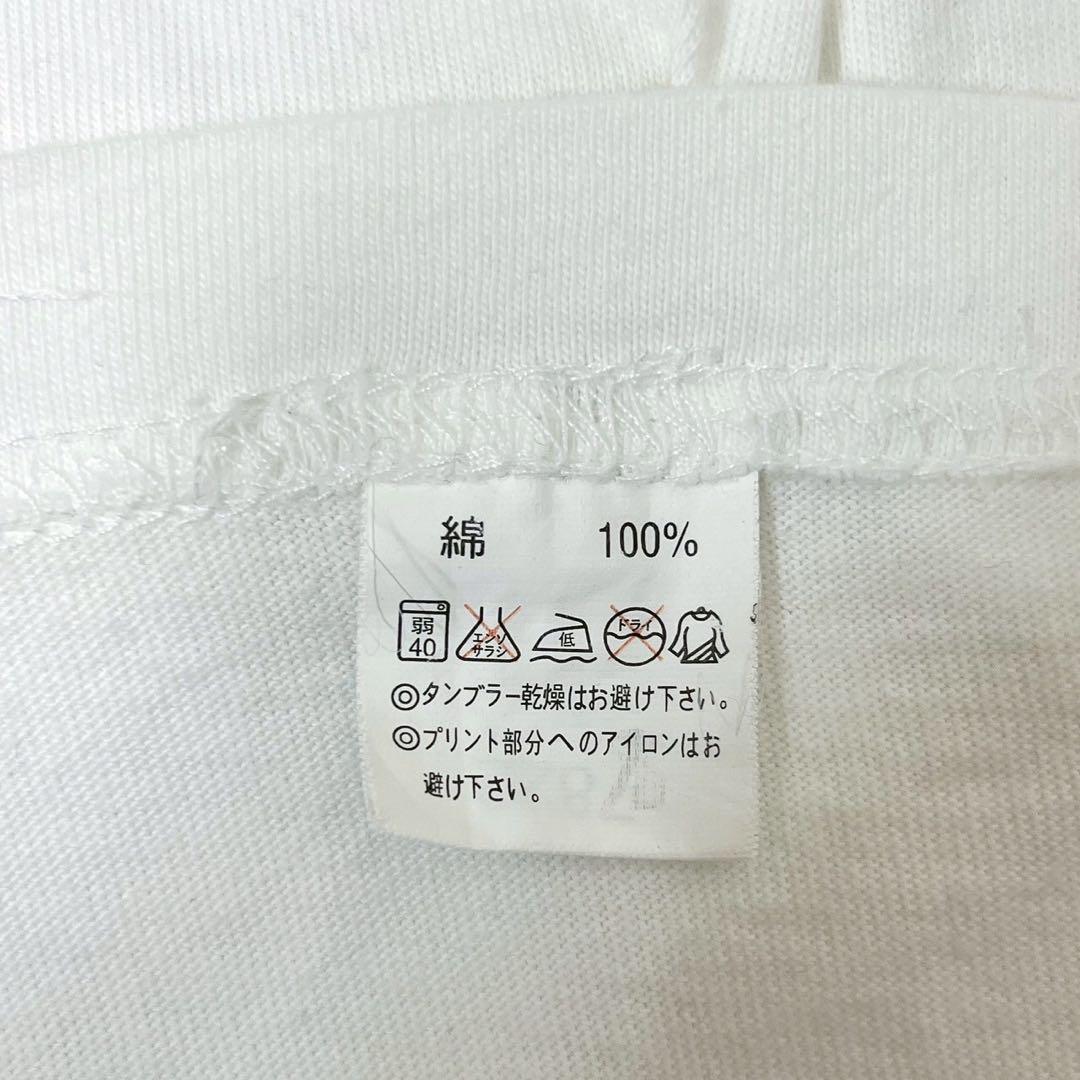 綿 100%
弱 40 エンソ サラシ 低 ドライ
◎タンブラー乾燥はお避け下さい。
◎プリント部分へのアイロンはお
避け下さい。